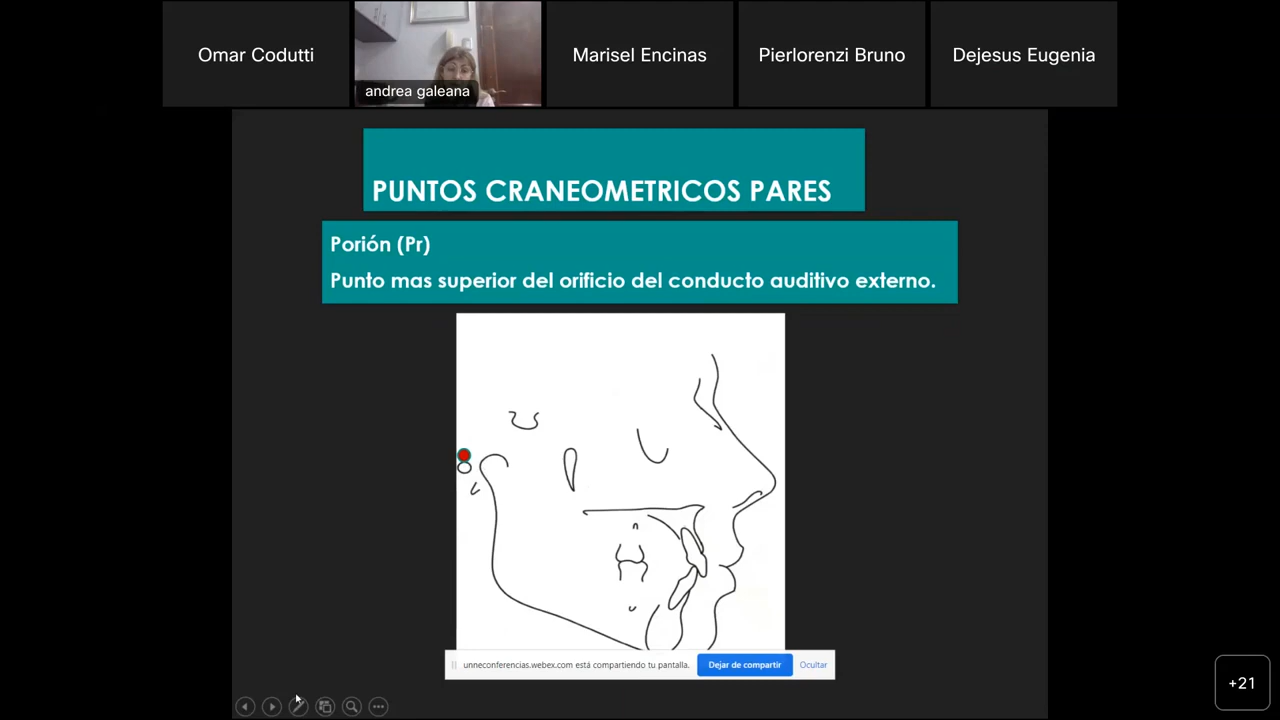 Omar Codutti
andrea galeana
Marisel Encinas
Pierlorenzi Bruno
Dejesus Eugenia
PUNTOS CRANEOMETRICOS PARES
Porión (Pr)
Punto mas superior del orificio del conducto auditivo externo.
unneconferencias.webex.com está compartiendo tu pantalla.
Dejar de compartir
Ocultar
+21